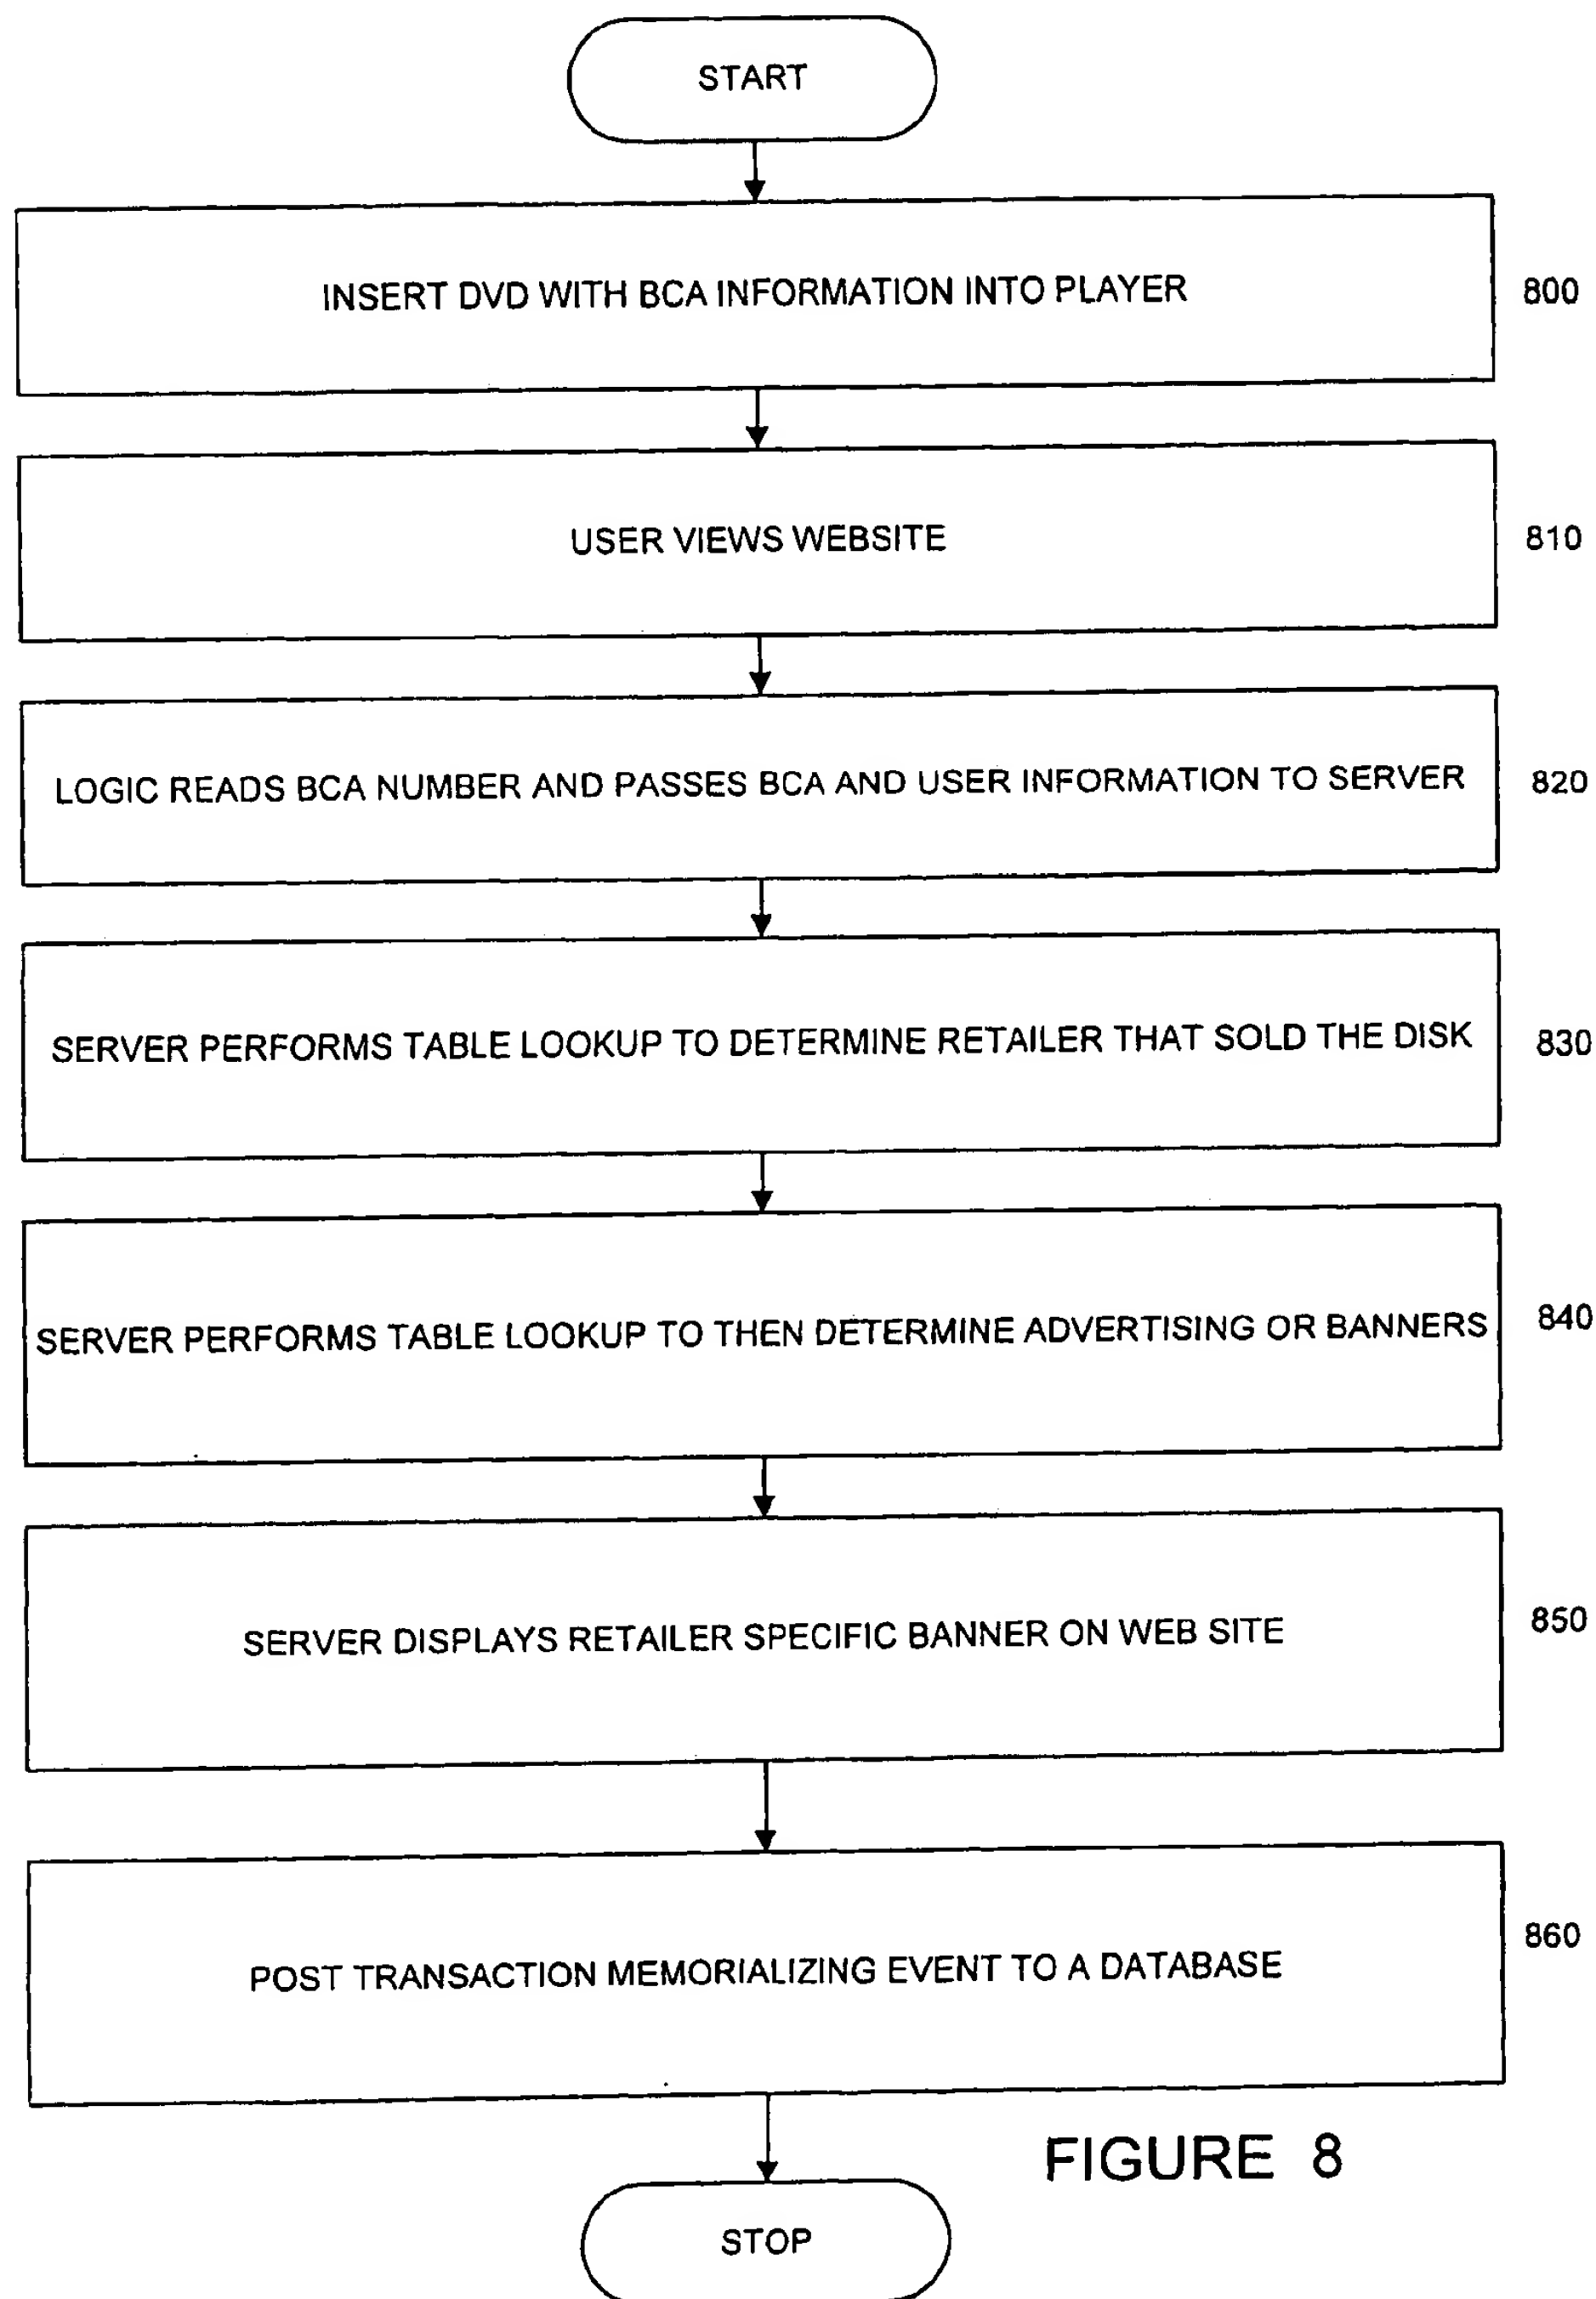 START
INSERT DVD WITH BCA INFORMATION INTO PLAYER
800
USER VIEWS WEBSITE
810
LOGIC READS BCA NUMBER AND PASSES BCA AND USER INFORMATION TO SERVER
820
SERVER PERFORMS TABLE LOOKUP TO DETERMINE RETAILER THAT SOLD THE DISK
830
SERVER PERFORMS TABLE LOOKUP TO THEN DETERMINE ADVERTISING OR BANNERS
840
SERVER DISPLAYS RETAILER SPECIFIC BANNER ON WEB SITE
850
POST TRANSACTION MEMORIALIZING EVENT TO A DATABASE
860
FIGURE 8
STOP